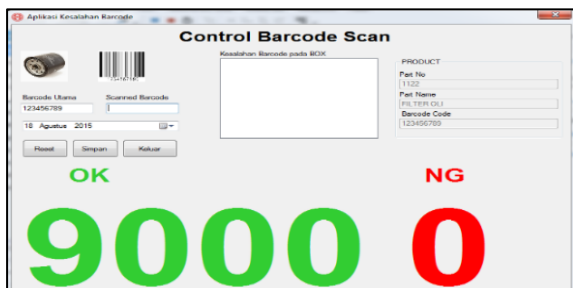 Aplikasi Kesalahan Barcode
Control Barcode Scan
Kesalahan Barcode pada BOX
PRODUCT
Part No
1122
Part Name
FILTER OLI
Barcode Code
123456789
Barcode Utama
Scanned Barcode
123456789
18 Agustus 2015
Reset
Simpan
Keluar
OK
NG
9000
0